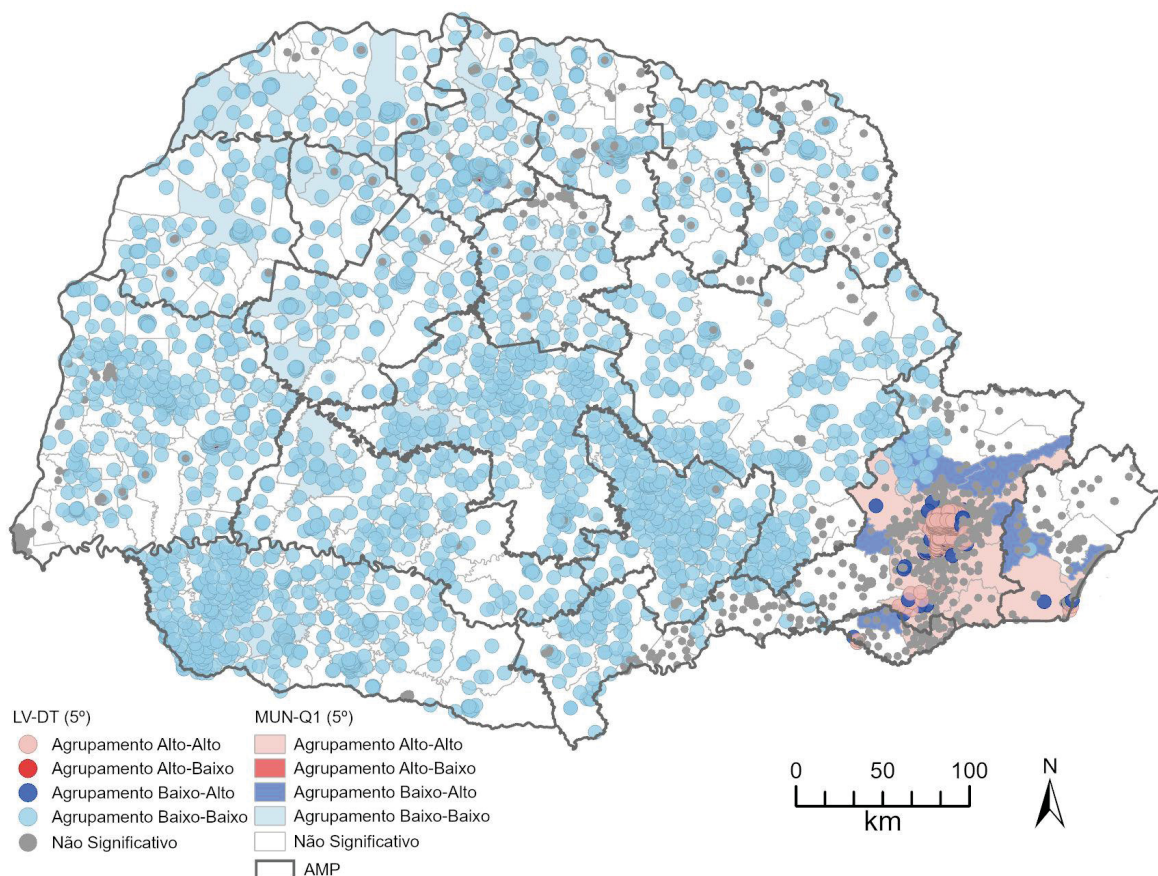 LV-DT (5º)
Agrupamento Alto-Alto
Agrupamento Alto-Baixo
Agrupamento Baixo-Alto
Agrupamento Baixo-Baixo
Não Significativo
MUN-Q1 (5º)
Agrupamento Alto-Alto
Agrupamento Alto-Baixo
Agrupamento Baixo-Alto
Agrupamento Baixo-Baixo
Não Significativo
AMP
0 50 100
km
N